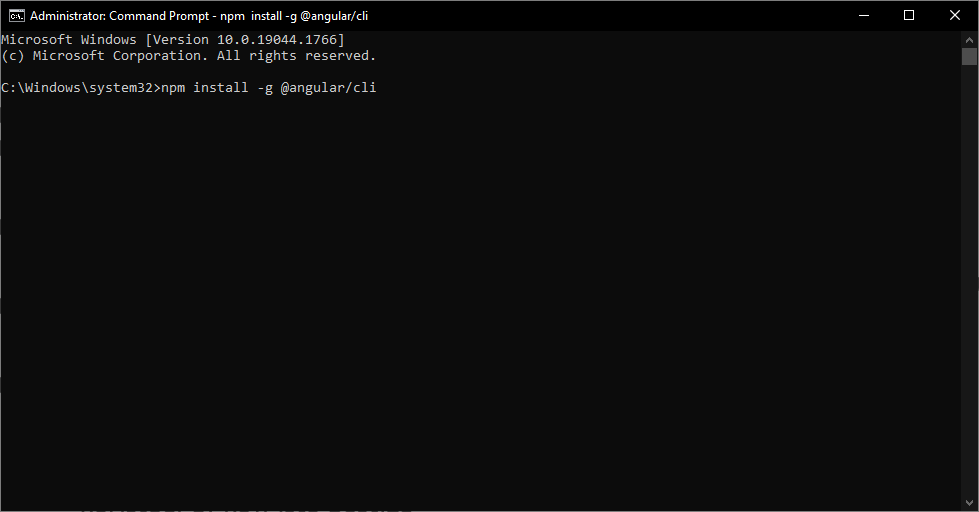 Administrator: Command Prompt - npm  install -g @angular/cli
Microsoft Windows [Version 10.0.19044.1766]
(c) Microsoft Corporation. All rights reserved.
C:\Windows\system32>npm install -g @angular/cli